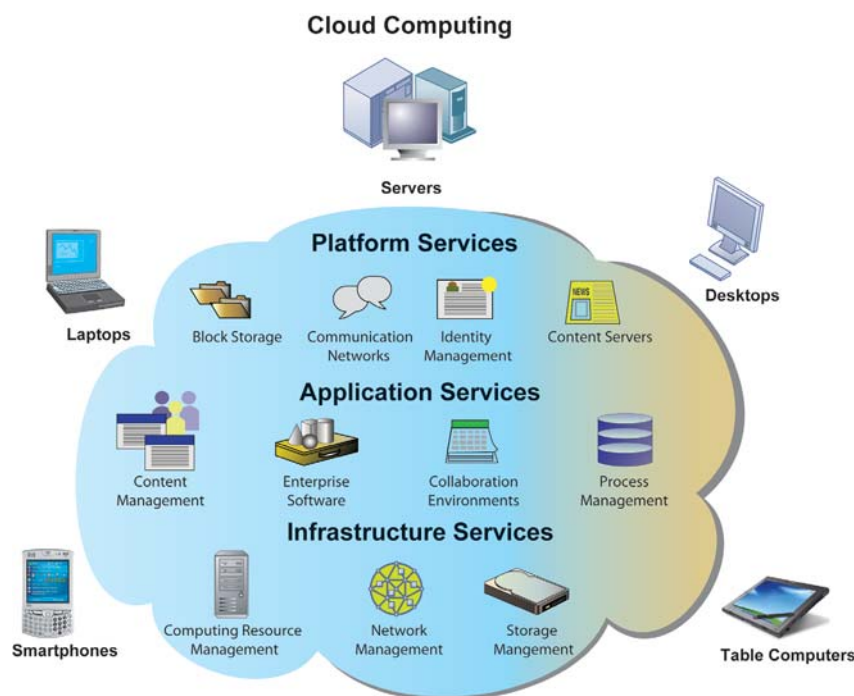 Cloud Computing
Servers
Platform Services
Laptops
Desktops
Block Storage
Communication
Networks
Identity
Management
NEWS
Content Servers
Application Services
Content
Management
Enterprise
Software
Collaboration
Environments
Process
Management
Infrastructure Services
Smartphones
Computing Resource
Management
Network
Management
Storage
Mangement
Table Computers